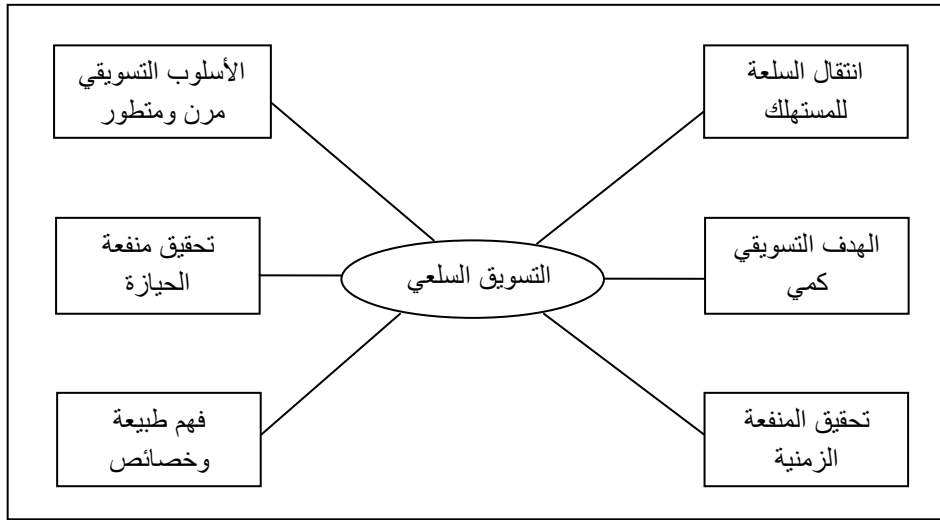 انتقال السلعة
للمستهلك
الأسلوب التسويقي
مرن ومتطور
الهدف التسويقي
كمي
التسويق السلعي
تحقيق منفعة
الحيازة
تحقيق المنفعة
الزمنية
فهم طبيعة
وخصائص